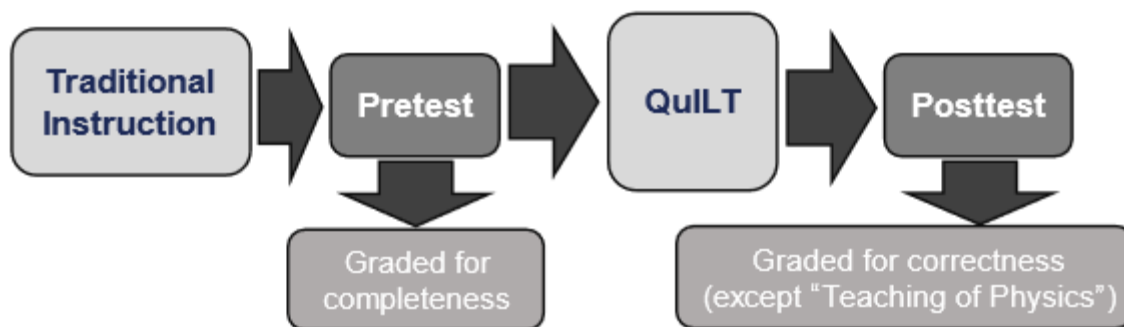 Traditional
Instruction
Pretest
QuILT
Posttest
Graded for
completeness
Graded for correctness
(except “Teaching of Physics”)